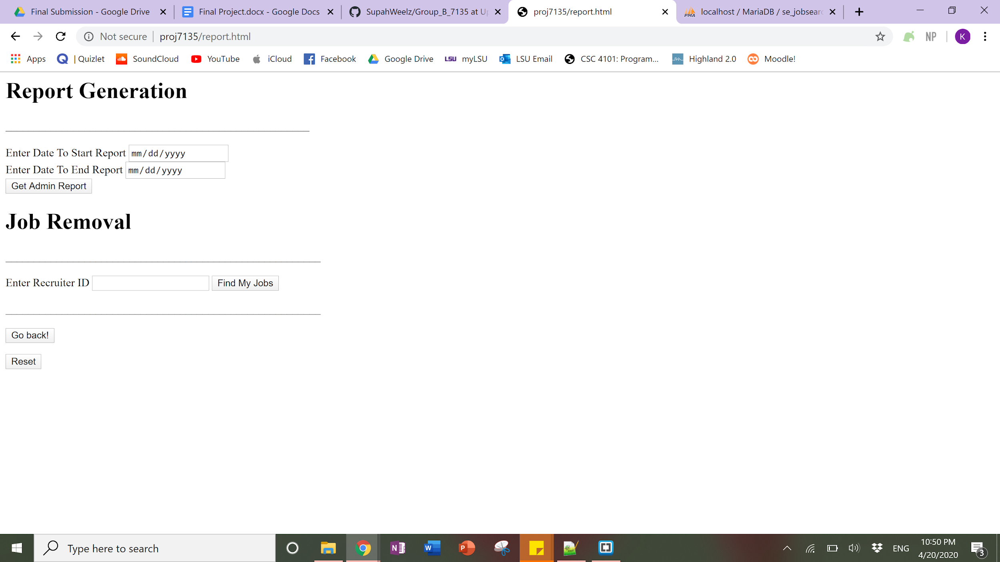 Final Submission - Google Drive
Final Project.docx - Google Docs
SupahWeelz/Group_B_7135 at Up
proj7135/report.html
PMA localhost / MariaDB / se_jobsearc
Not secure proj7135/report.html
NP K
Apps | Quizlet SoundCloud YouTube iCloud Facebook Google Drive LSU myLSU LSU Email CSC 4101: Program... Highland 2.0 Moodle!
Report Generation
Enter Date To Start Report mm/dd/yyyy
Enter Date To End Report mm/dd/yyyy
Get Admin Report
Job Removal
Enter Recruiter ID Find My Jobs
Go back!
Reset
Type here to search
ENG
10:50 PM
4/20/2020
3